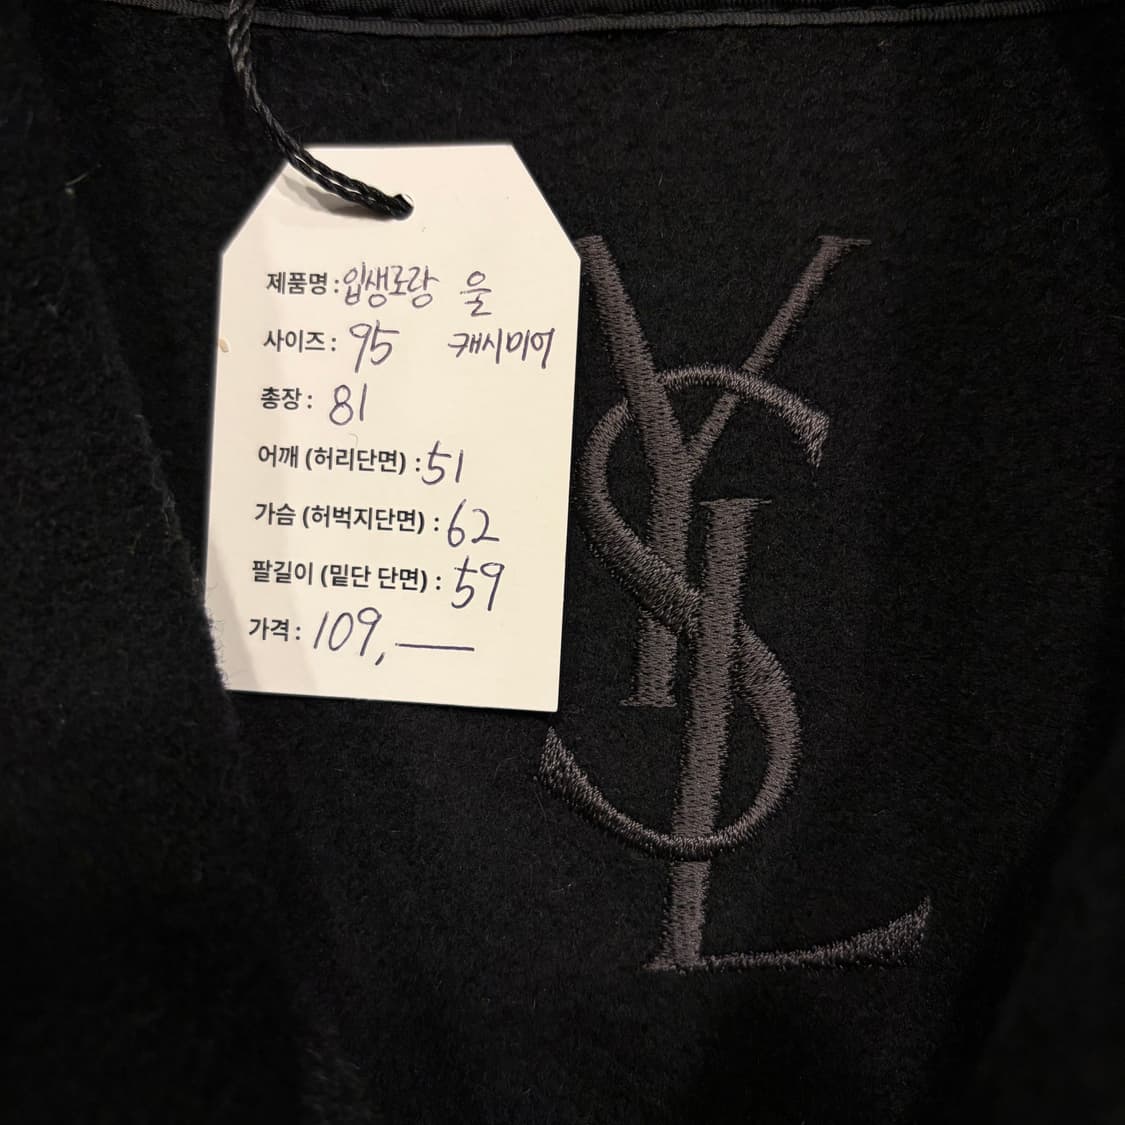 제품명 : 입생로랑 울
사이즈 : 95 캐시미어
총장 : 81
어깨 (허리단면) : 51
가슴 (허벅지단면) : 62
팔길이 (밑단 단면) : 59
가격 : 109,—
YSL